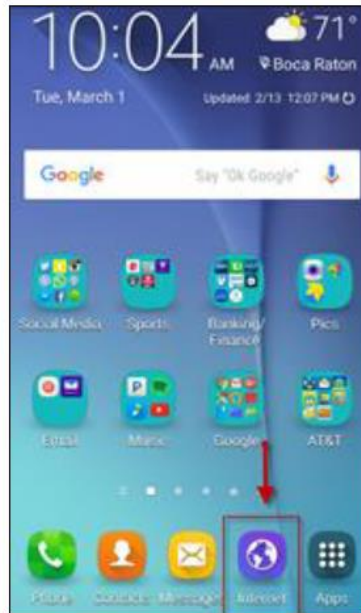 10:04 AM
71°
Boca Raton
Tue, March 1
Updated 2/13 12:07 PM
Google
Say "Ok Google"
Social Media
Sports
Banking/
Finance
Pics
Email
Music
Google
AT&T
Phone
Contacts
Messages
Internet
Apps